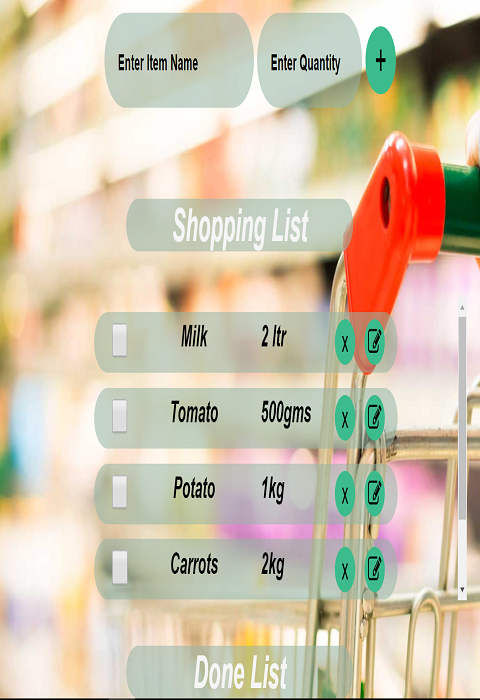 Enter Item Name Enter Quantity +
Shopping List
Milk 2 ltr x
Tomato 500gms x
Potato 1kg x
Carrots 2kg x
Done List